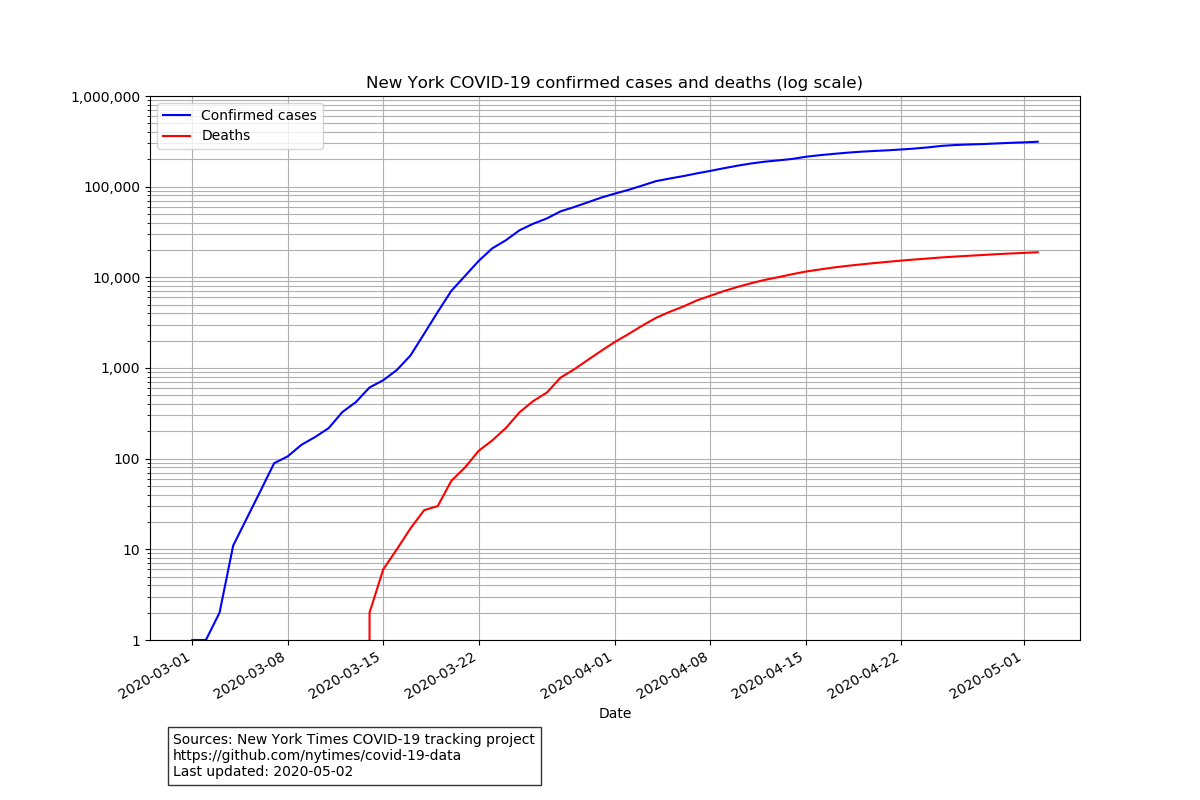 New York COVID-19 confirmed cases and deaths (log scale)
1,000,000
100,000
10,000
1,000
100
10
1
Confirmed cases
Deaths
2020-03-01
2020-03-08
2020-03-15
2020-03-22
2020-04-01
2020-04-08
2020-04-15
2020-04-22
2020-05-01
Date
Sources: New York Times COVID-19 tracking project
https://github.com/nytimes/covid-19-data
Last updated: 2020-05-02